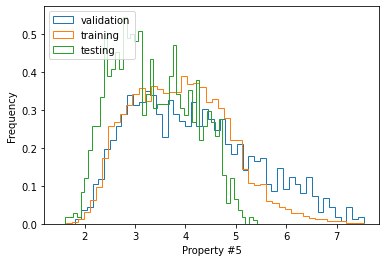 validation
training
testing
0.5
0.4
0.3
0.2
0.1
0.0
Frequency
2 3 4 5 6 7
Property #5